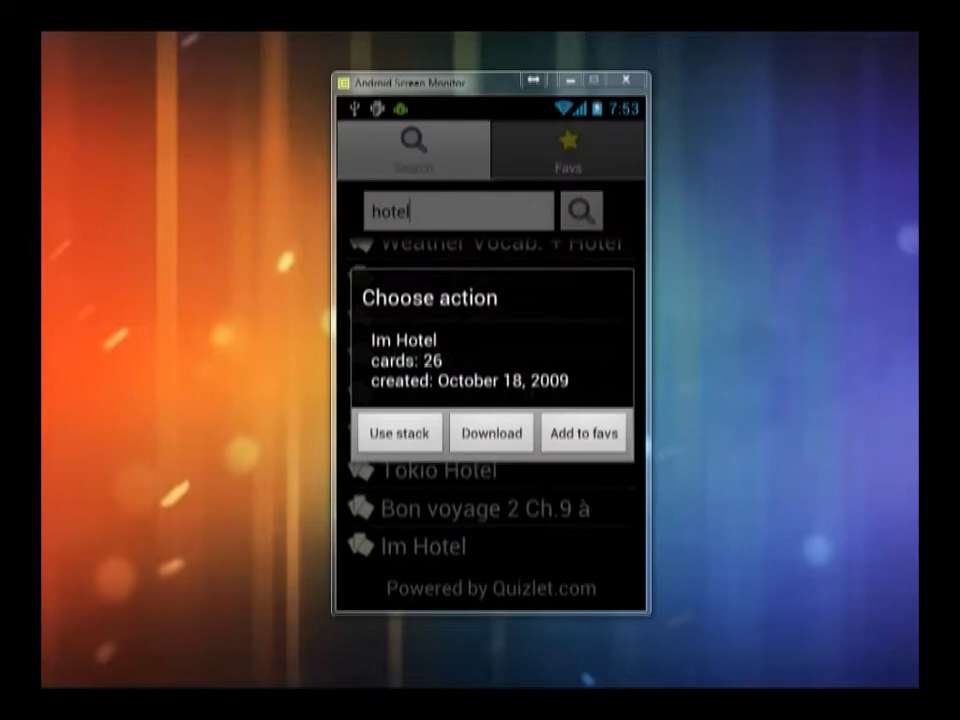 Android Screen Monitor
7:53
Search
Favs
hotel
Weather Vocab. + Hotel
Choose action
Im Hotel
cards: 26
created: October 18, 2009
Use stack
Download
Add to favs
Tokio Hotel
Bon voyage 2 Ch.9 à
Im Hotel
Powered by Quizlet.com